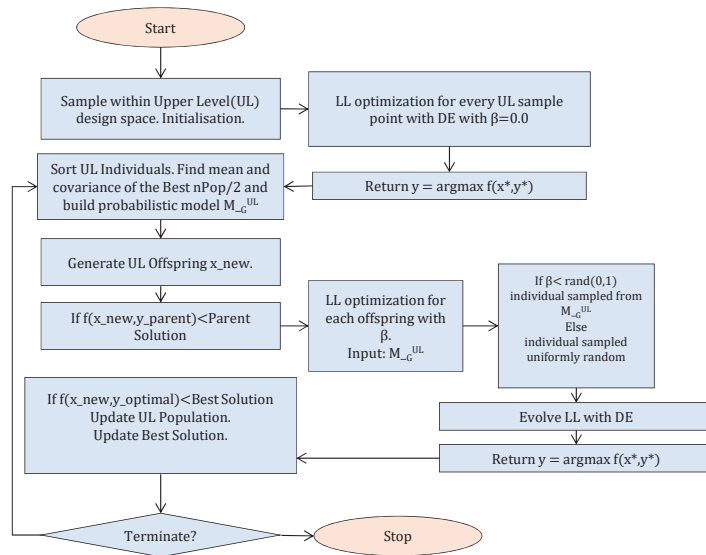 Start
Sample within Upper Level(UL)
design space. Initialisation.
LL optimization for every UL sample
point with DE with β=0.0
Return y = argmax f(x*,y*)
Sort UL Individuals. Find mean and
covariance of the Best nPop/2 and
build probabilistic model M_G^UL
Generate UL Offspring x_new.
If f(x_new,y_parent)<Parent
Solution
LL optimization for
each offspring with
β.
Input: M_G^UL
If β< rand(0,1)
individual sampled from
M_G^UL
Else
individual sampled
uniformly random
Evolve LL with DE
Return y = argmax f(x*,y*)
If f(x_new,y_optimal)<Best Solution
Update UL Population.
Update Best Solution.
Terminate?
Stop